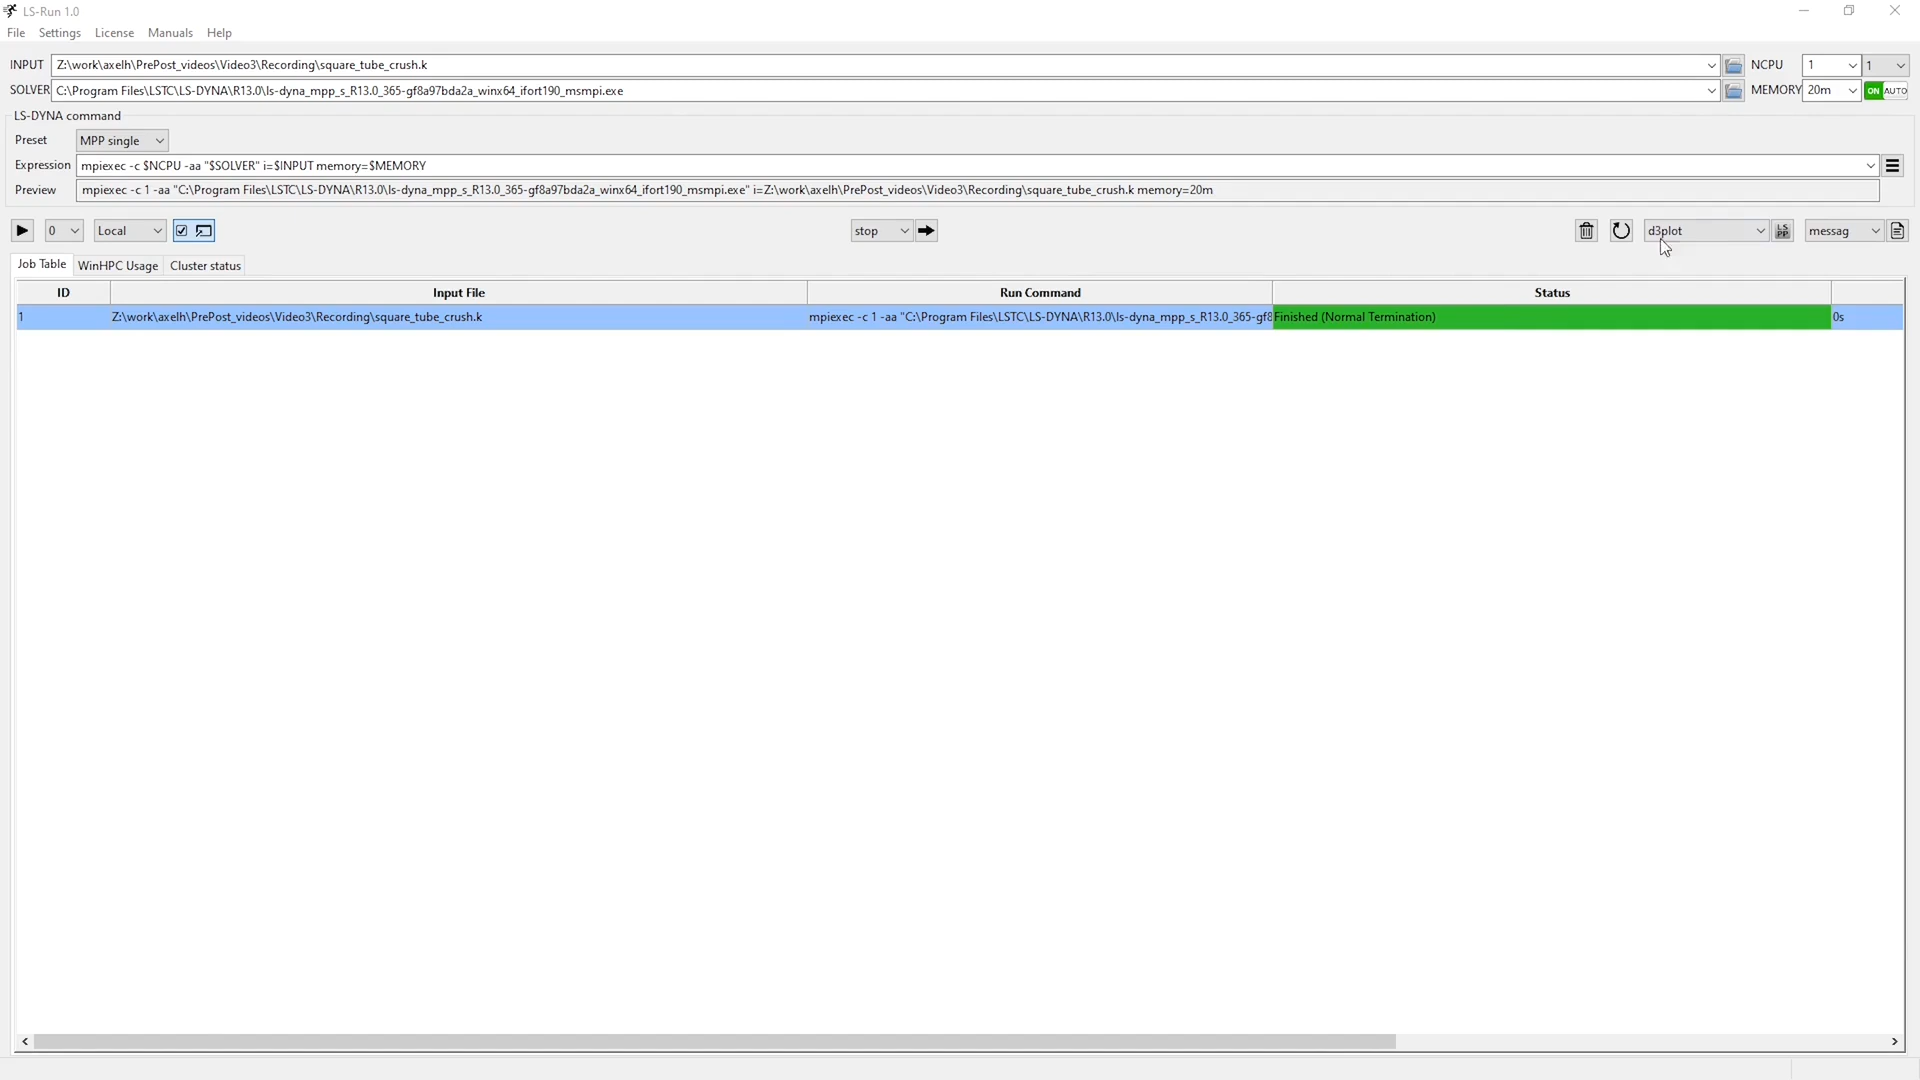 LS-Run 1.0
File Settings License Manuals Help
INPUT Z:\work\axelh\PrePost_videos\Video3\Recording\square_tube_crush.k NCPU 1 1
SOLVER C:\Program Files\LSTC\LS-DYNA\R13.0\ls-dyna_mpp_s_R13.0_365-gf8a97bda2a_winx64_ifort190_msmpi.exe MEMORY 20m ON AUTO
LS-DYNA command
Preset MPP single
Expression mpiexec -c $NCPU -aa "$SOLVER" i=$INPUT memory=$MEMORY
Preview mpiexec -c 1 -aa "C:\Program Files\LSTC\LS-DYNA\R13.0\ls-dyna_mpp_s_R13.0_365-gf8a97bda2a_winx64_ifort190_msmpi.exe" i=Z:\work\axelh\PrePost_videos\Video3\Recording\square_tube_crush.k memory=20m
0 Local stop d3plot LS PP messag
Job Table WinHPC Usage Cluster status
ID Input File Run Command Status
1 Z:\work\axelh\PrePost_videos\Video3\Recording\square_tube_crush.k mpiexec -c 1 -aa "C:\Program Files\LSTC\LS-DYNA\R13.0\ls-dyna_mpp_s_R13.0_365-gf8 Finished (Normal Termination) 0s